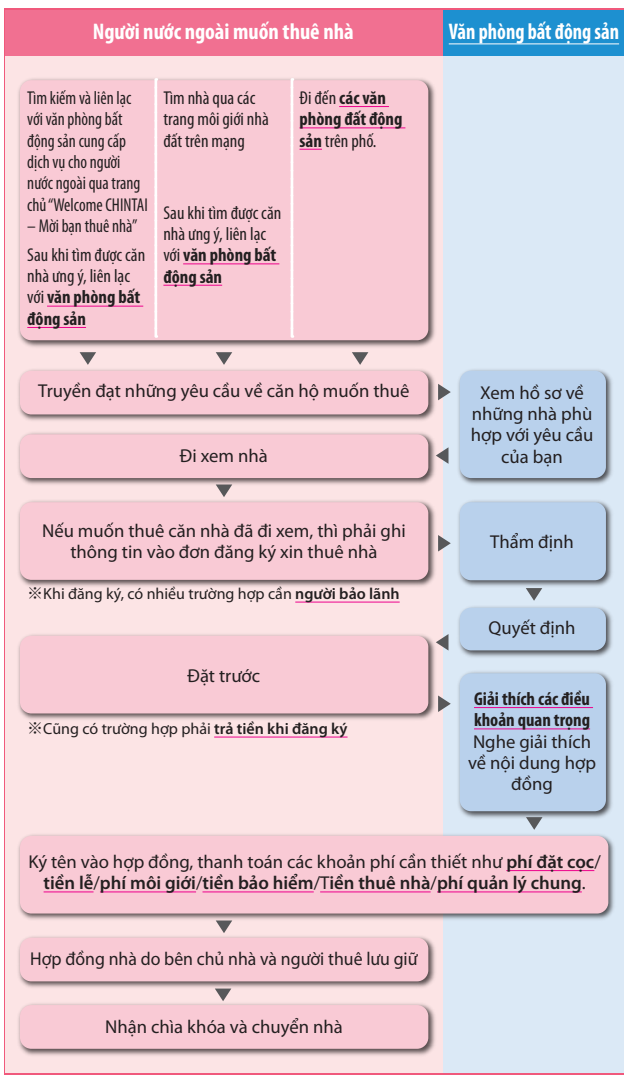 Người nước ngoài muốn thuê nhà
Văn phòng bất động sản
Tìm kiếm và liên lạc
với văn phòng bất
động sản cung cấp
dịch vụ cho người
nước ngoài qua trang
chủ “Welcome CHINTAI
– Mời bạn thuê nhà”
Sau khi tìm được căn
nhà ưng ý, liên lạc
với văn phòng bất
động sản
Tìm nhà qua các
trang môi giới nhà
đất trên mạng
Sau khi tìm được căn
nhà ưng ý, liên lạc
với văn phòng bất
động sản
Đi đến các văn
phòng đất động
sản trên phố.
Truyền đạt những yêu cầu về căn hộ muốn thuê
Xem hồ sơ về
những nhà phù
hợp với yêu cầu
của bạn
Đi xem nhà
Nếu muốn thuê căn nhà đã đi xem, thì phải ghi
thông tin vào đơn đăng ký xin thuê nhà
Thẩm định
※Khi đăng ký, có nhiều trường hợp cần người bảo lãnh
Quyết định
Đặt trước
※Cũng có trường hợp phải trả tiền khi đăng ký
Giải thích các điều
khoản quan trọng
Nghe giải thích
về nội dung hợp
đồng
Ký tên vào hợp đồng, thanh toán các khoản phí cần thiết như phí đặt cọc/
tiền lễ/phí môi giới/tiền bảo hiểm/Tiền thuê nhà/phí quản lý chung.
Hợp đồng nhà do bên chủ nhà và người thuê lưu giữ
Nhận chìa khóa và chuyển nhà